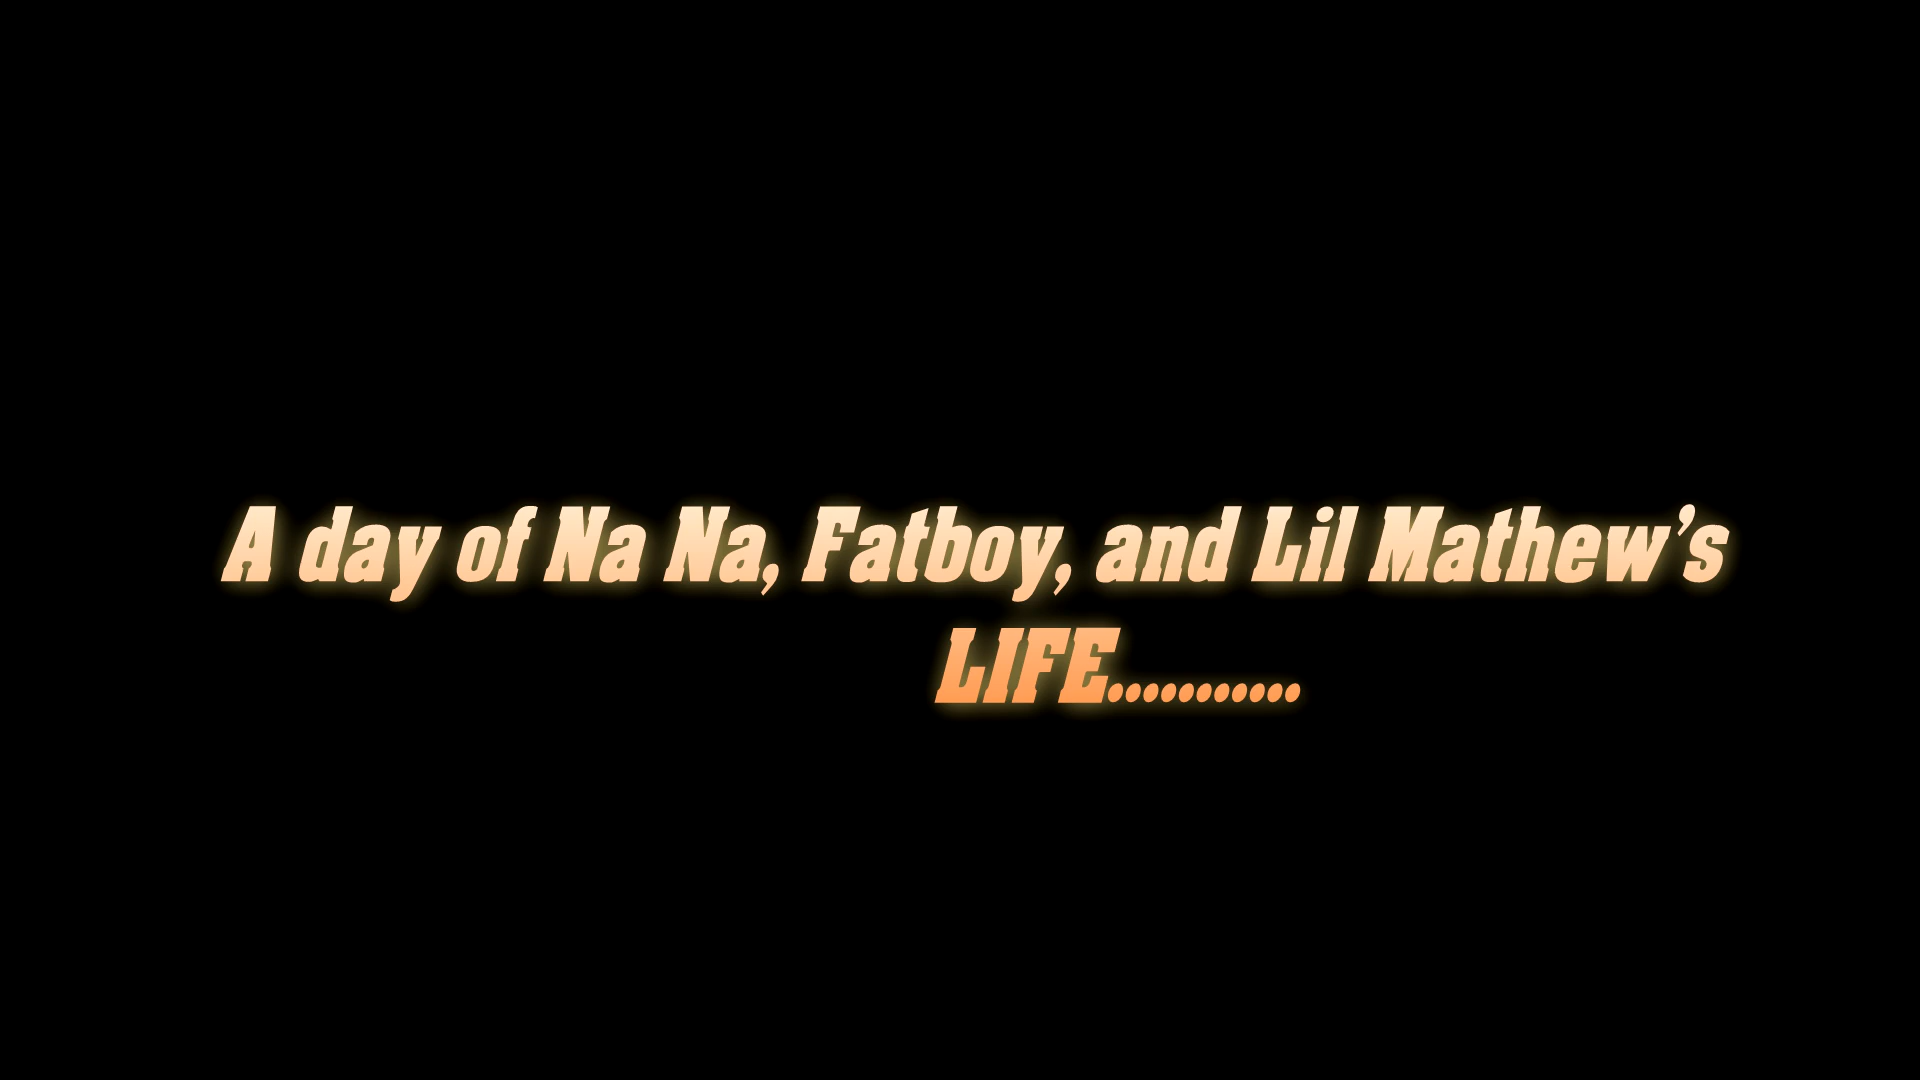 A day of Na Na, Fatboy, and Lil Mathew’s
LIFE...........